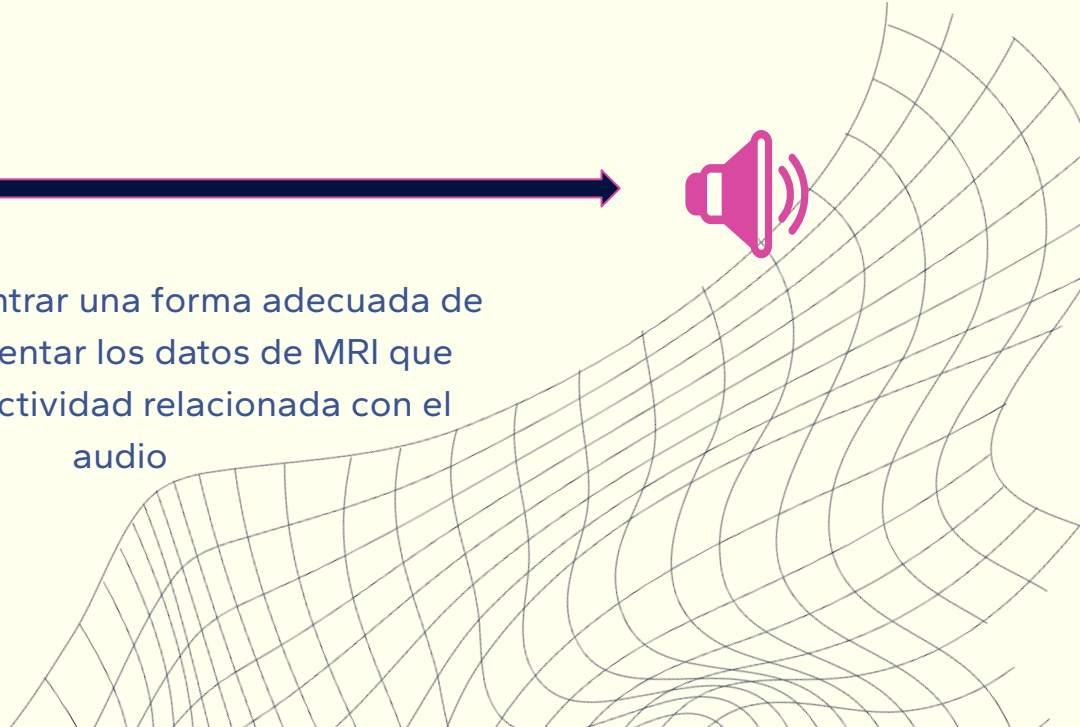 ntrar una forma adecuada de
entar los datos de MRI que
ctividad relacionada con el
audio